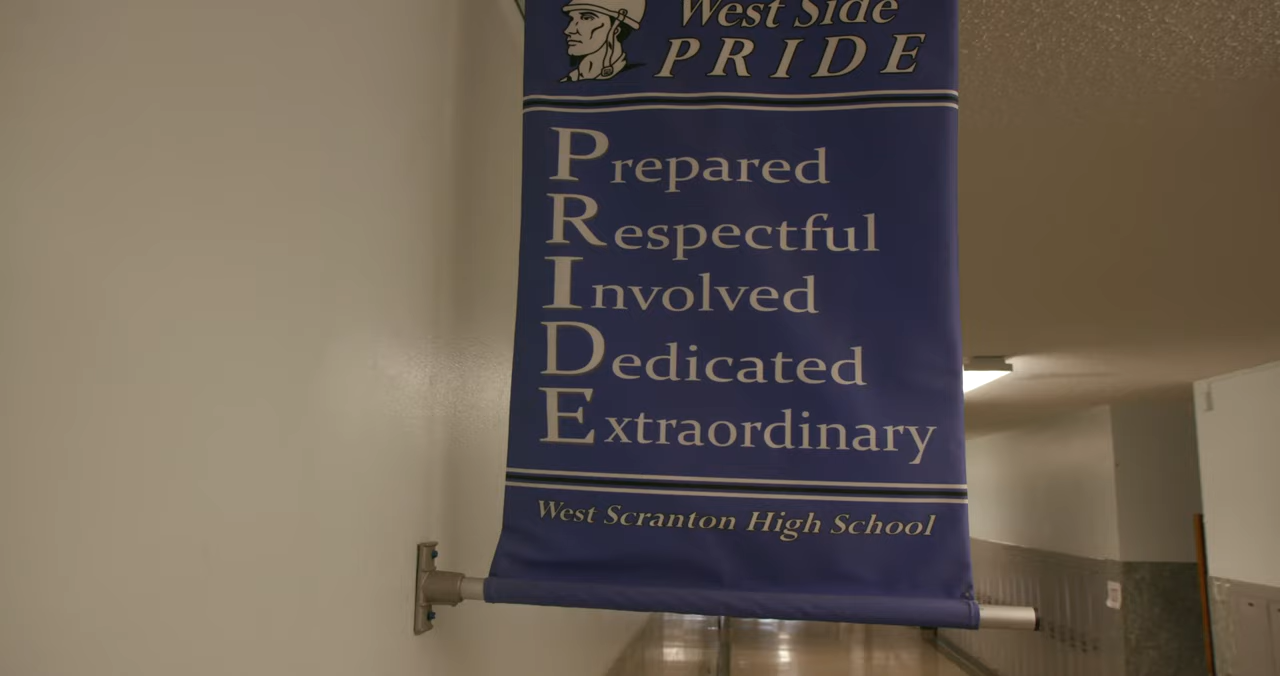 West Side
PRIDE
Prepared
Respectful
Involved
Dedicated
Extraordinary
West Scranton High School